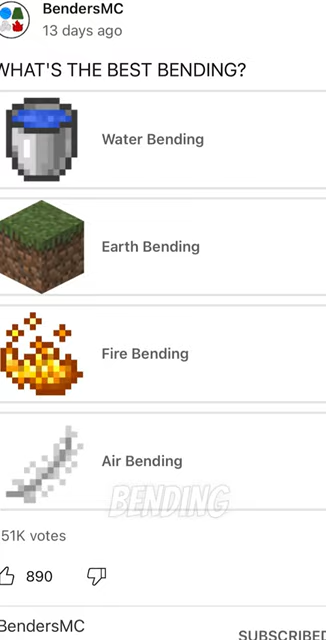 BendersMC
13 days ago
WHAT'S THE BEST BENDING?
Water Bending
Earth Bending
Fire Bending
Air Bending
BENDING
51K votes
890
BendersMC
SUBSCRIBED